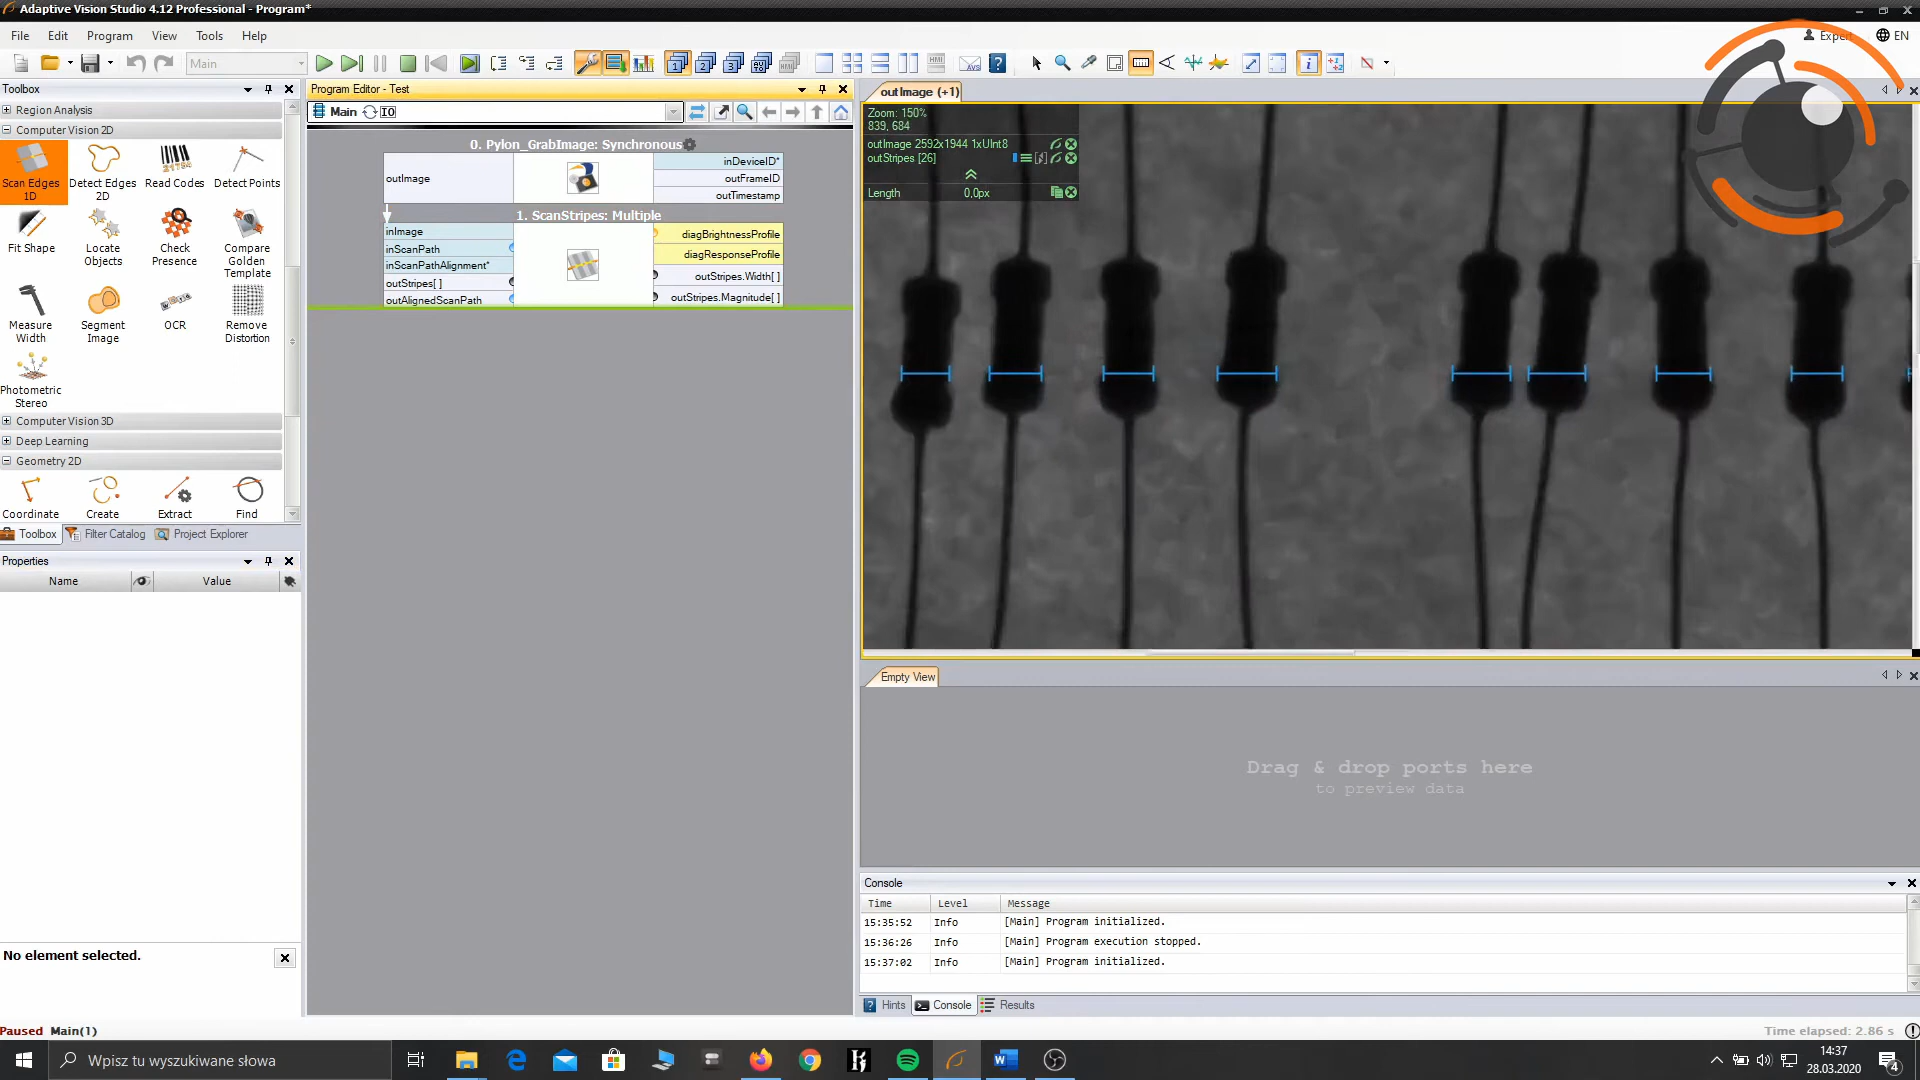 Adaptive Vision Studio 4.12 Professional - Program*
File Edit Program View Tools Help
Expert EN
Main
Toolbox
Region Analysis
Computer Vision 2D
Scan Edges 1D
Detect Edges 2D
Read Codes
Detect Points
Fit Shape
Locate Objects
Check Presence
Compare Golden Template
Measure Width
Segment Image
OCR
Remove Distortion
Photometric Stereo
Computer Vision 3D
Deep Learning
Geometry 2D
Coordinate
Create
Extract
Find
Toolbox Filter Catalog Project Explorer
Properties
Name Value
No element selected.
Program Editor - Test
Main IO
0. Pylon_GrabImage: Synchronous
outImage
inDeviceID*
outFrameID
outTimestamp
1. ScanStripes: Multiple
inImage
inScanPath
inScanPathAlignment*
outStripes[ ]
outAlignedScanPath
diagBrightnessProfile
diagResponseProfile
outStripes.Width[ ]
outStripes.Magnitude[ ]
outImage (+1)
Zoom: 150%
839, 684
outImage 2592x1944 1xUInt8
outStripes [26]
Length 0,0px
Empty View
Drag & drop ports here
to preview data
Console
Time Level Message
15:35:52 Info [Main] Program initialized.
15:36:26 Info [Main] Program execution stopped.
15:37:02 Info [Main] Program initialized.
Hints Console Results
Paused Main(1)
Time elapsed: 2.86 s
Wpisz tu wyszukiwane słowa
14:37
28.03.2020
4